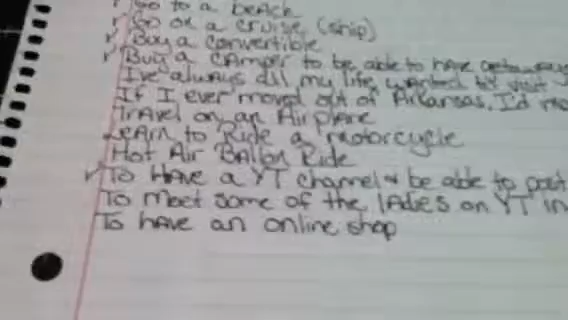 Go to a beach
✓ Go on a cruise (ship)
✓ Buy a convertible
✓ Buy a camper to be able to have getaways
I've always all my life wanted to visit
If I ever moved out of Arkansas, I'd
Travel on an Airplane
Learn to Ride a motorcycle
Hot Air Ballon Ride
✓ To Have a YT channel & be able to post
To meet some of the ladies on YT in
To have an online shop